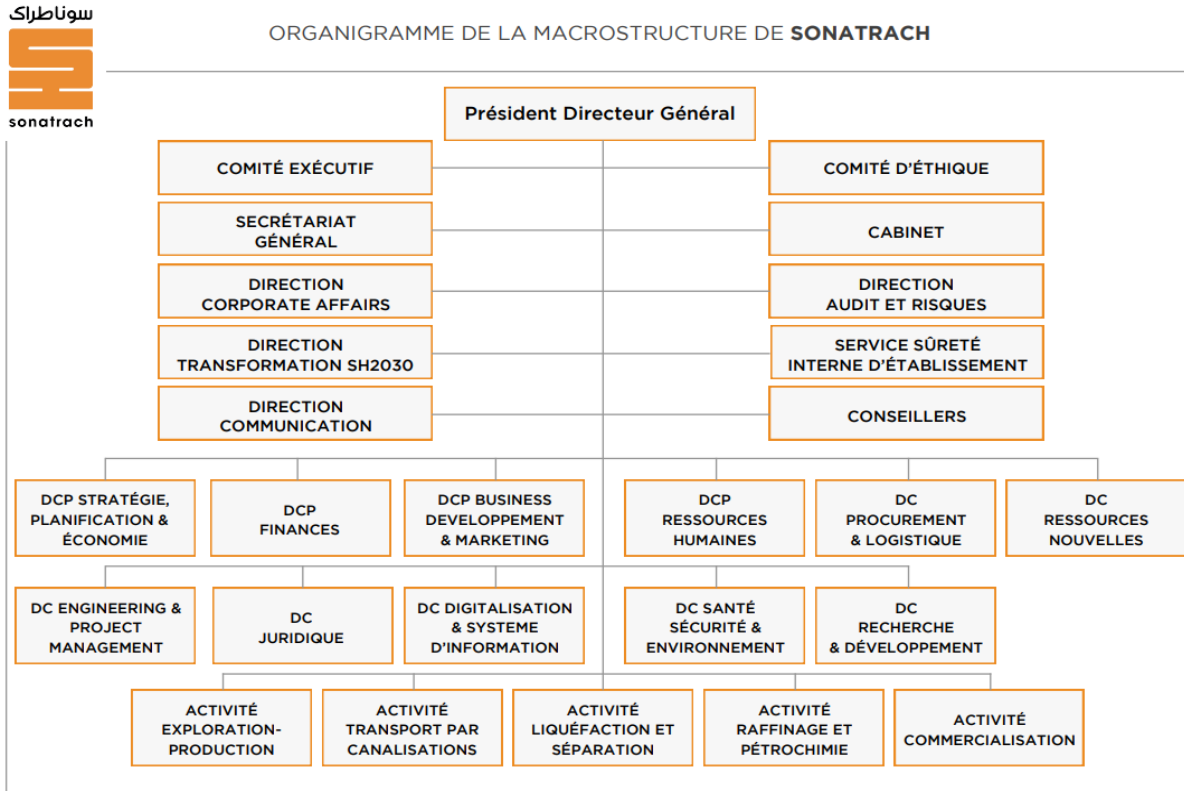 سوناطراك
sonatrach
ORGANIGRAMME DE LA MACROSTRUCTURE DE SONATRACH
Président Directeur Général
COMITÉ EXÉCUTIF
COMITÉ D'ÉTHIQUE
SECRÉTARIAT
GÉNÉRAL
CABINET
DIRECTION
CORPORATE AFFAIRS
DIRECTION
AUDIT ET RISQUES
DIRECTION
TRANSFORMATION SH2030
SERVICE SÛRETÉ
INTERNE D'ÉTABLISSEMENT
DIRECTION
COMMUNICATION
CONSEILLERS
DCP STRATÉGIE,
PLANIFICATION &
ÉCONOMIE
DCP
FINANCES
DCP BUSINESS
DEVELOPPEMENT
& MARKETING
DCP
RESSOURCES
HUMAINES
DC
PROCUREMENT
& LOGISTIQUE
DC
RESSOURCES
NOUVELLES
DC ENGINEERING &
PROJECT
MANAGEMENT
DC
JURIDIQUE
DC DIGITALISATION
& SYSTEME
D'INFORMATION
DC SANTÉ
SÉCURITÉ &
ENVIRONNEMENT
DC
RECHERCHE
& DÉVELOPPEMENT
ACTIVITÉ
EXPLORATION-
PRODUCTION
ACTIVITÉ
TRANSPORT PAR
CANALISATIONS
ACTIVITÉ
LIQUÉFACTION ET
SÉPARATION
ACTIVITÉ
RAFFINAGE ET
PÉTROCHIMIE
ACTIVITÉ
COMMERCIALISATION